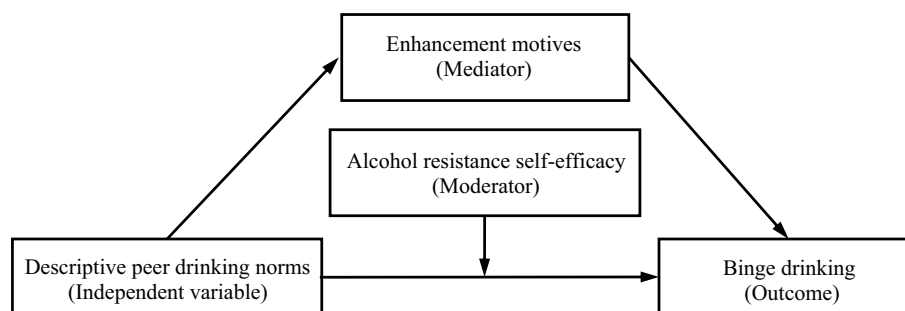 Enhancement motives
(Mediator)
Alcohol resistance self-efficacy
(Moderator)
Descriptive peer drinking norms
(Independent variable)
Binge drinking
(Outcome)